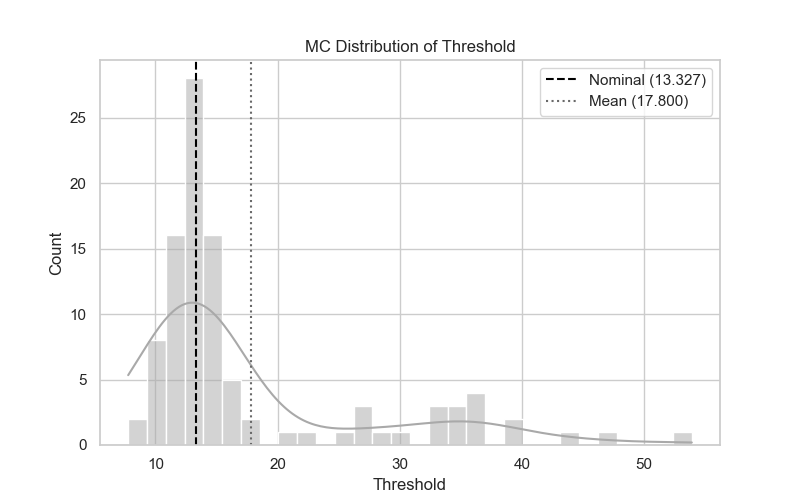 MC Distribution of Threshold
Nominal (13.327)
Mean (17.800)
Count
25
20
15
10
5
0
10
20
30
40
50
Threshold